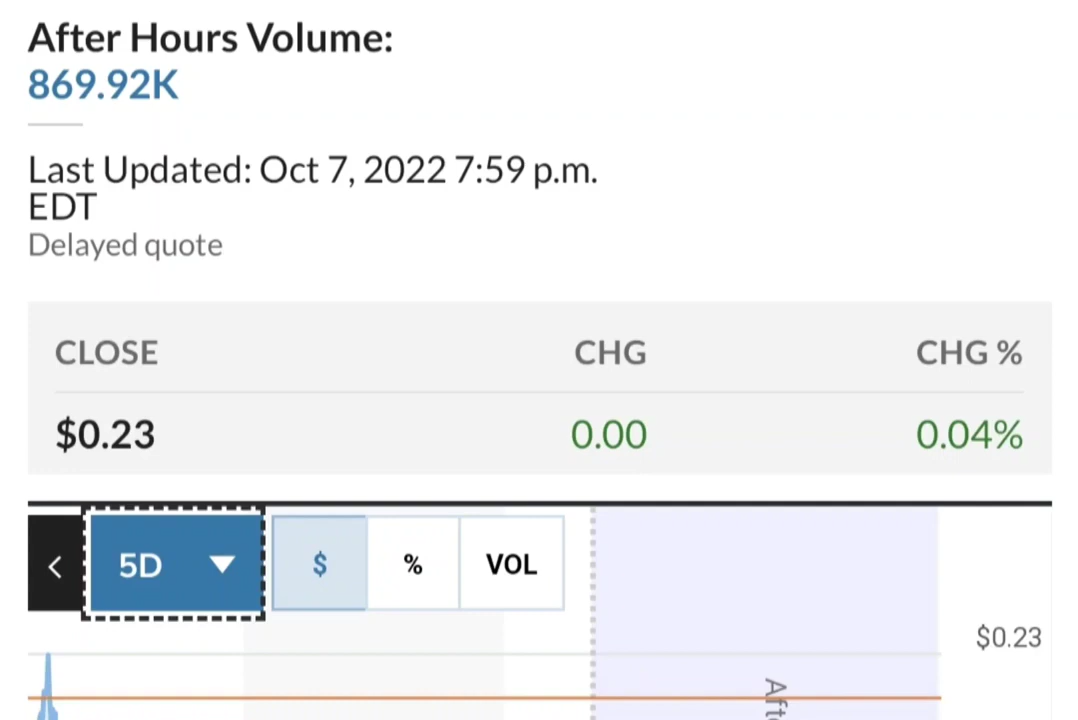 After Hours Volume:
869.92K
Last Updated: Oct 7, 2022 7:59 p.m.
EDT
Delayed quote
CLOSE CHG CHG %
$0.23 0.00 0.04%
5D $ % VOL
$0.23